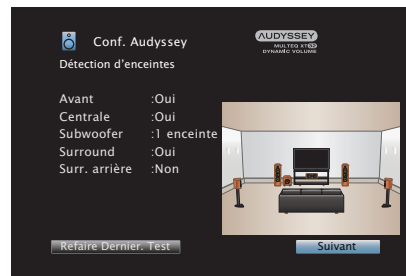 Conf. Audyssey
AUDYSSEY
MULTEQ XT32
DYNAMIC VOLUME
Détection d'enceintes
Avant :Oui
Centrale :Oui
Subwoofer :1 enceinte
Surround :Oui
Surr. arrière :Non
Refaire Dernier. Test
Suivant